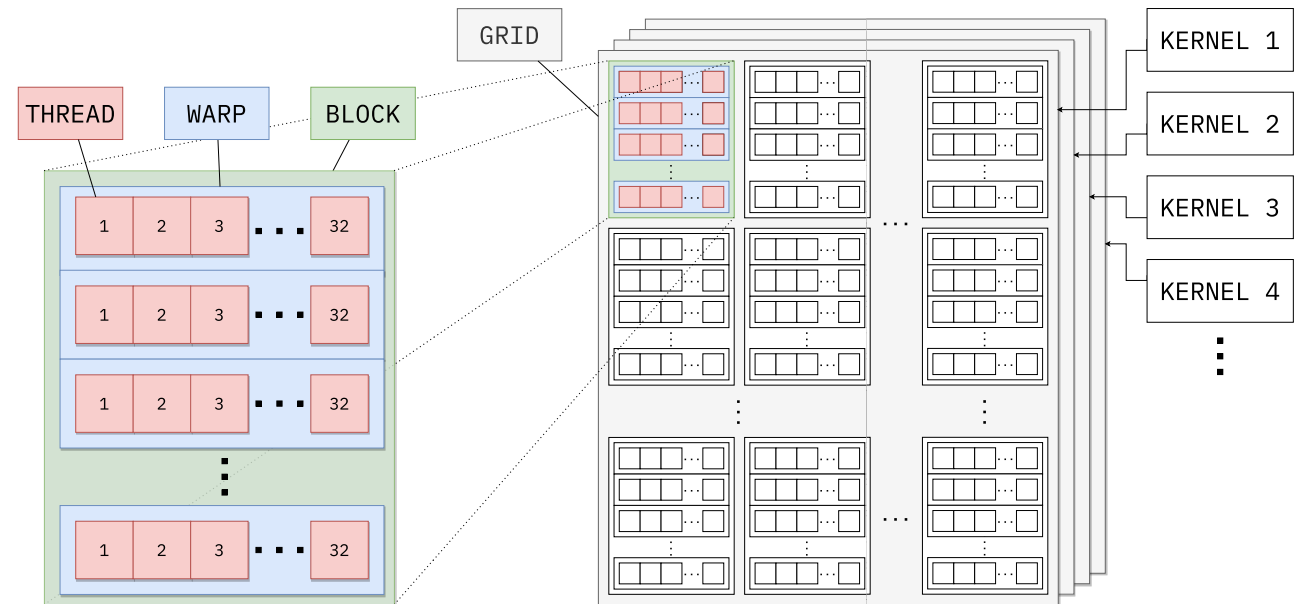 GRID
KERNEL 1
KERNEL 2
KERNEL 3
KERNEL 4
THREAD
WARP
BLOCK
1 2 3 ... 32
1 2 3 ... 32
1 2 3 ... 32
1 2 3 ... 32